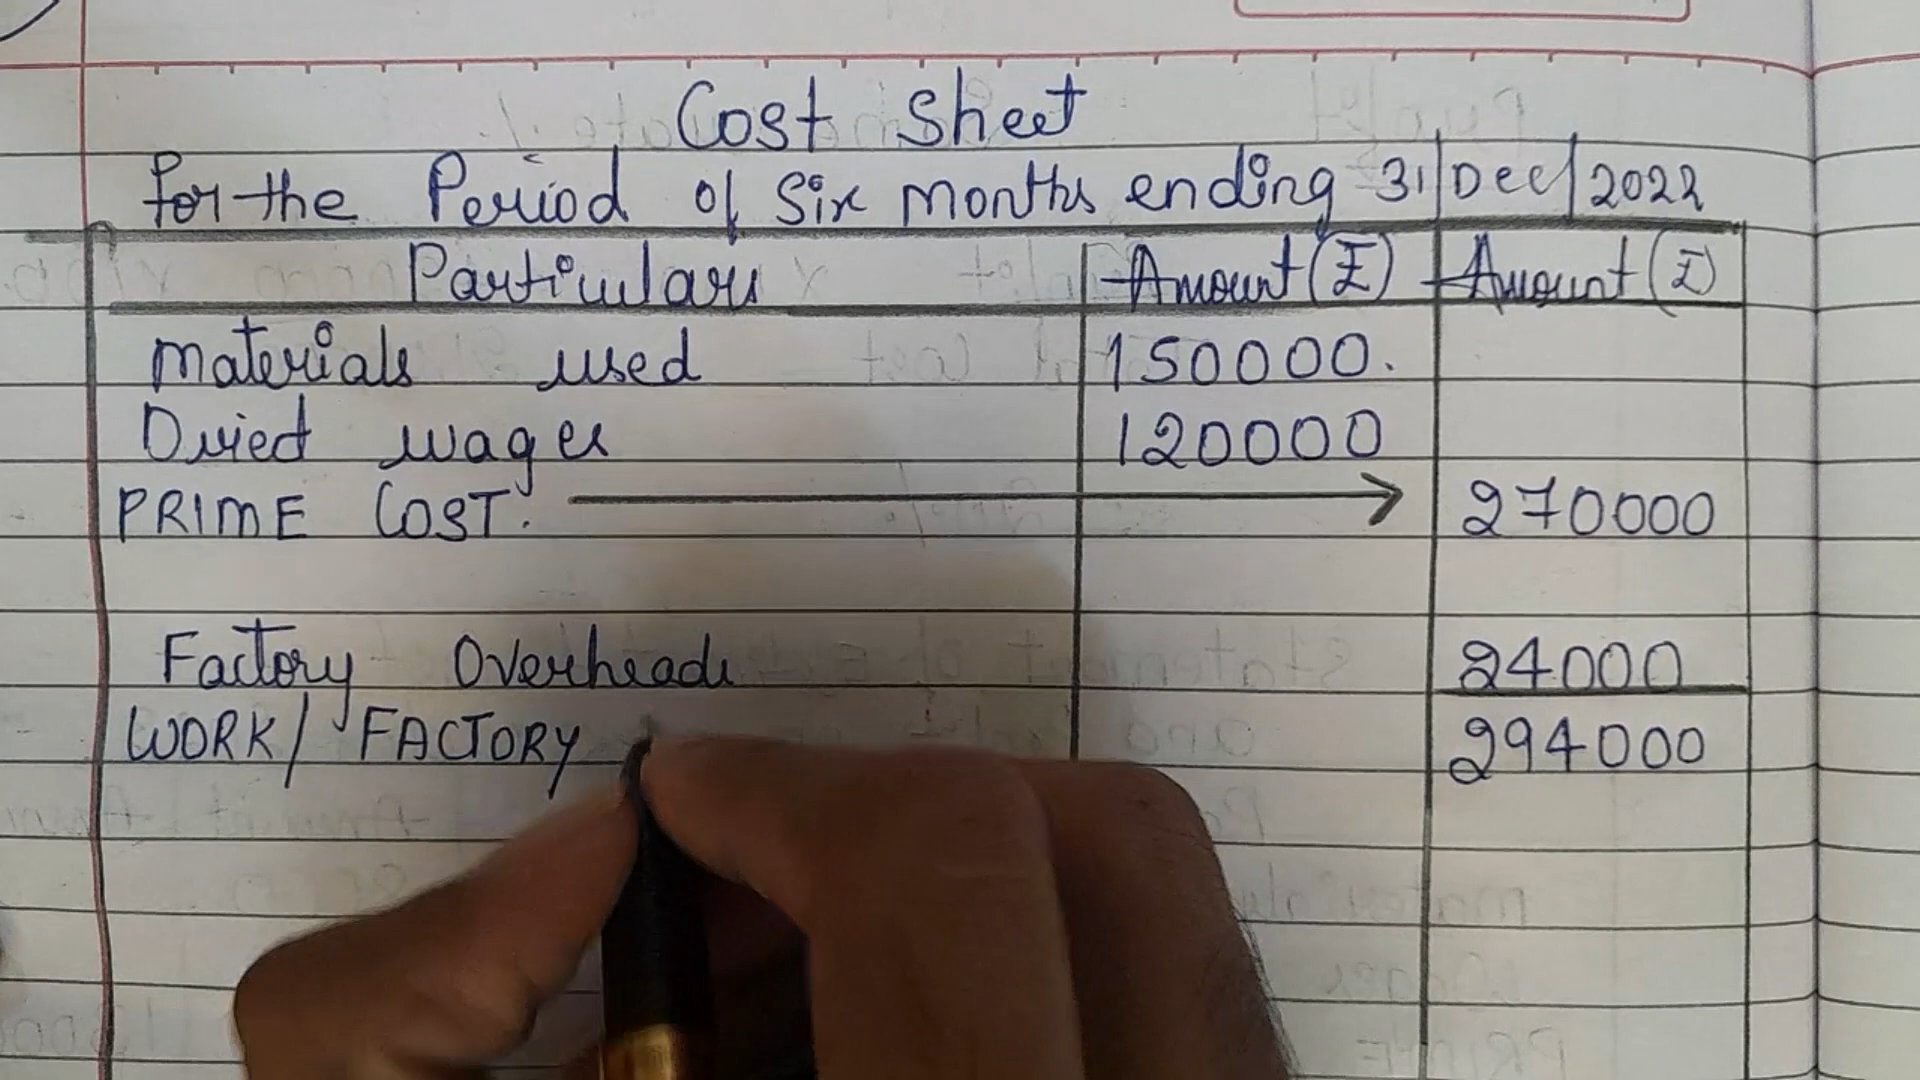 Cost Sheet
For the Period of Six months ending 31/Dec/2022
Particulars Amount (₹) Amount (₹)
Materials used 150000.
Direct wages 120000
PRIME COST. → 270000
Factory Overheads 24000
WORK/ FACTORY 294000